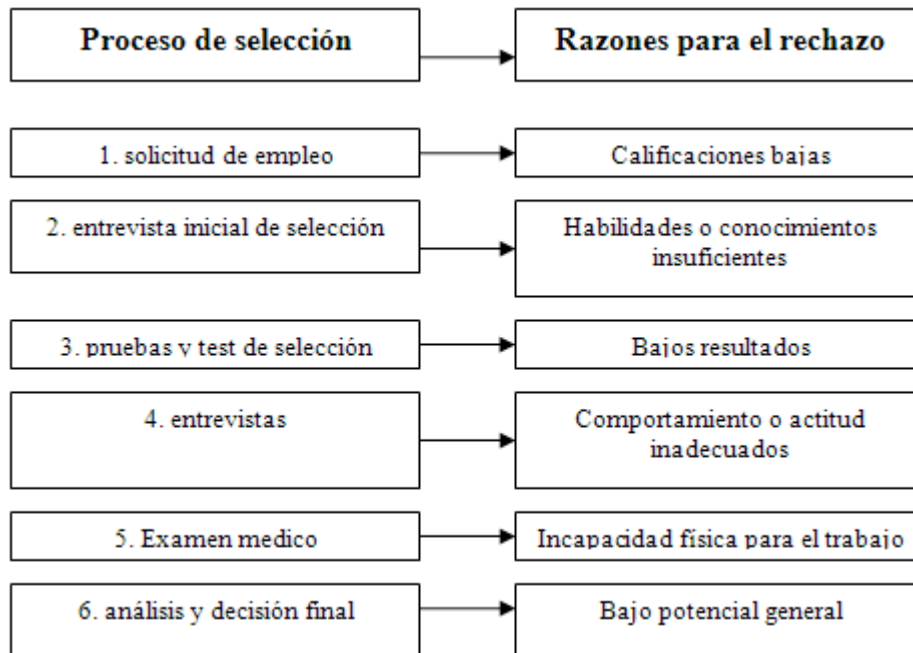 Proceso de selección
Razones para el rechazo
1. solicitud de empleo
Calificaciones bajas
2. entrevista inicial de selección
Habilidades o conocimientos
insuficientes
3. pruebas y test de selección
Bajos resultados
4. entrevistas
Comportamiento o actitud
inadecuados
5. Examen medico
Incapacidad física para el trabajo
6. análisis y decisión final
Bajo potencial general